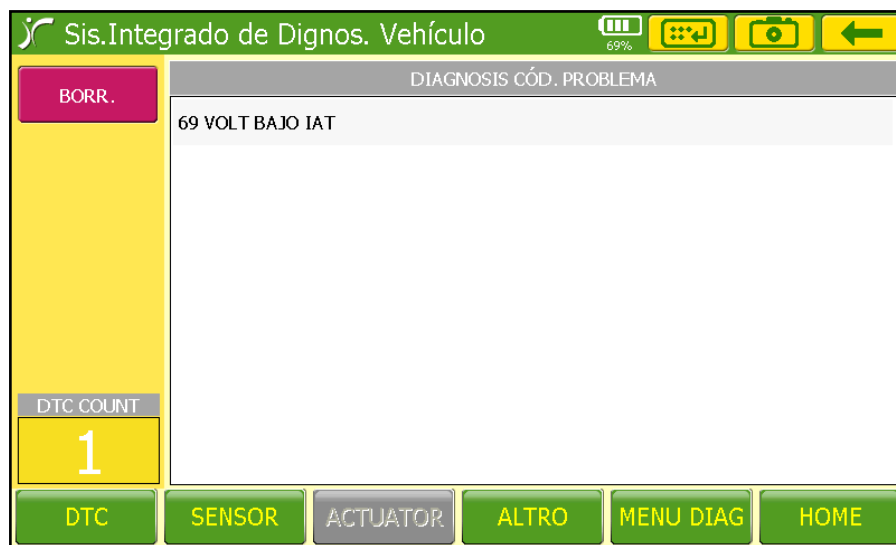 Sis.Integrado de Dignos. Vehículo
69%
BORR.
DIAGNOSIS CÓD. PROBLEMA
69 VOLT BAJO IAT
DTC COUNT
1
DTC
SENSOR
ACTUATOR
ALTRO
MENU DIAG
HOME